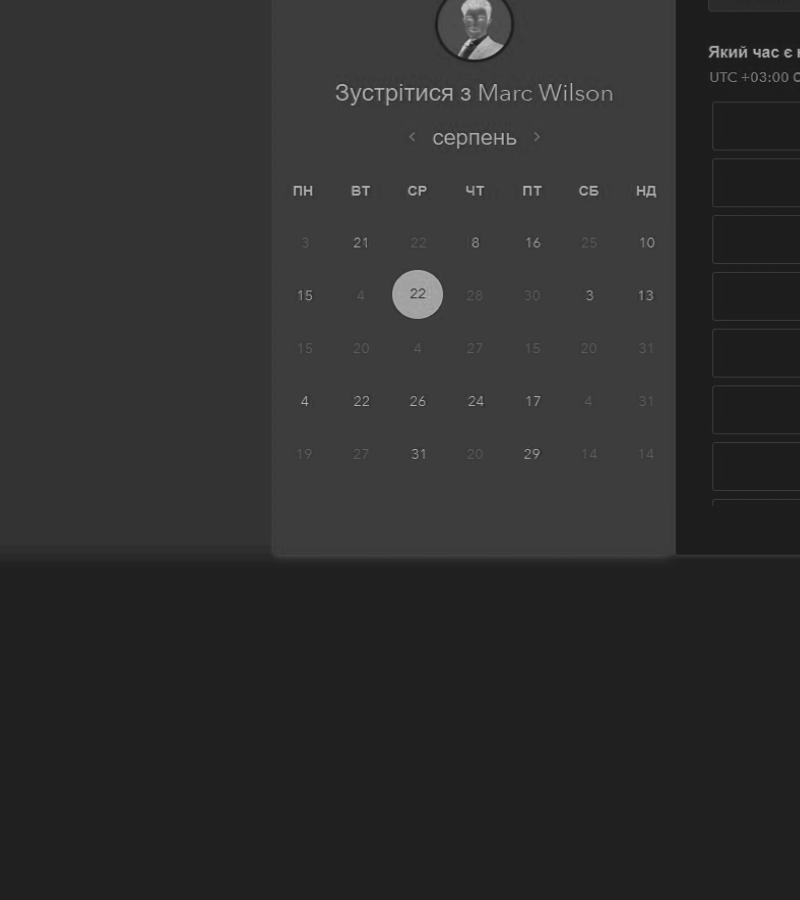 Зустрітися з Marc Wilson
< серпень >
ПН ВТ СР ЧТ ПТ СБ НД
3 21 22 8 16 25 10
15 4 22 28 30 3 13
15 20 4 27 15 20 31
4 22 26 24 17 4 31
19 27 31 20 29 14 14
Який час є
UTC +03:00